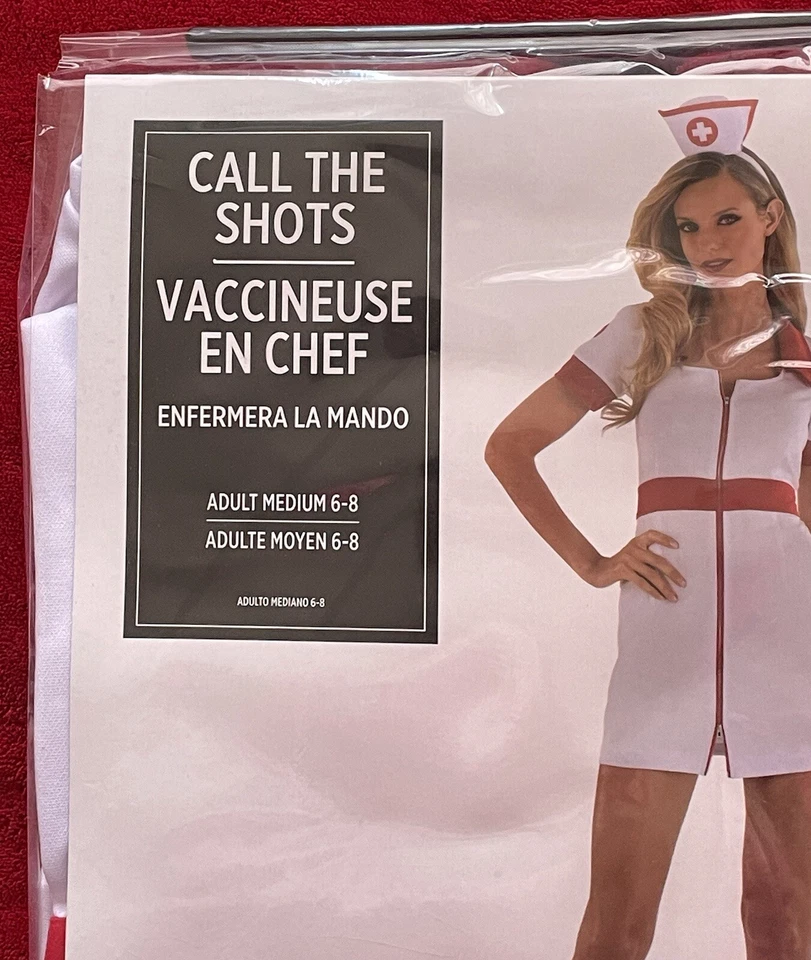 CALL THE
SHOTS
VACCINEUSE
EN CHEF
ENFERMERA LA MANDO
ADULT MEDIUM 6-8
ADULTE MOYEN 6-8
ADULTO MEDIANO 6-8